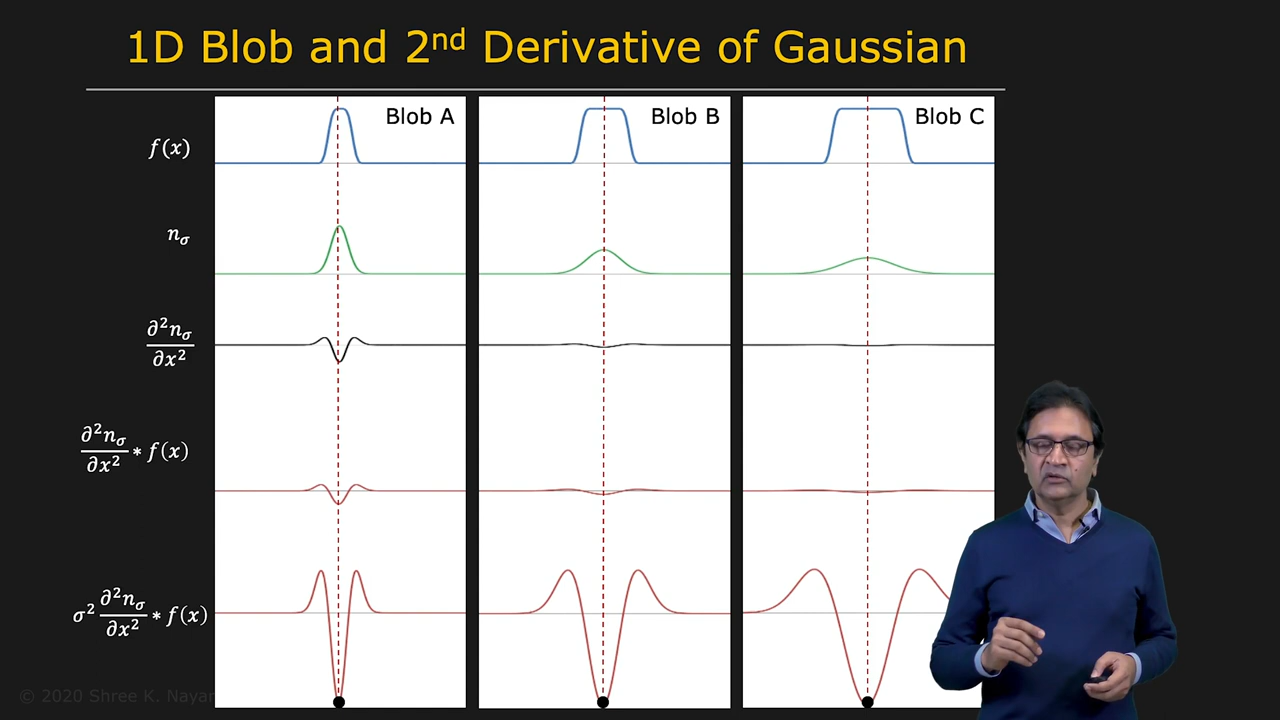 1D Blob and 2nd Derivative of Gaussian
Blob A
Blob B
Blob C
f(x)
nσ
∂²nσ
∂x²
∂²nσ
∂x² * f(x)
σ² ∂²nσ
∂x² * f(x)
© 2020 Shree K. Nayar